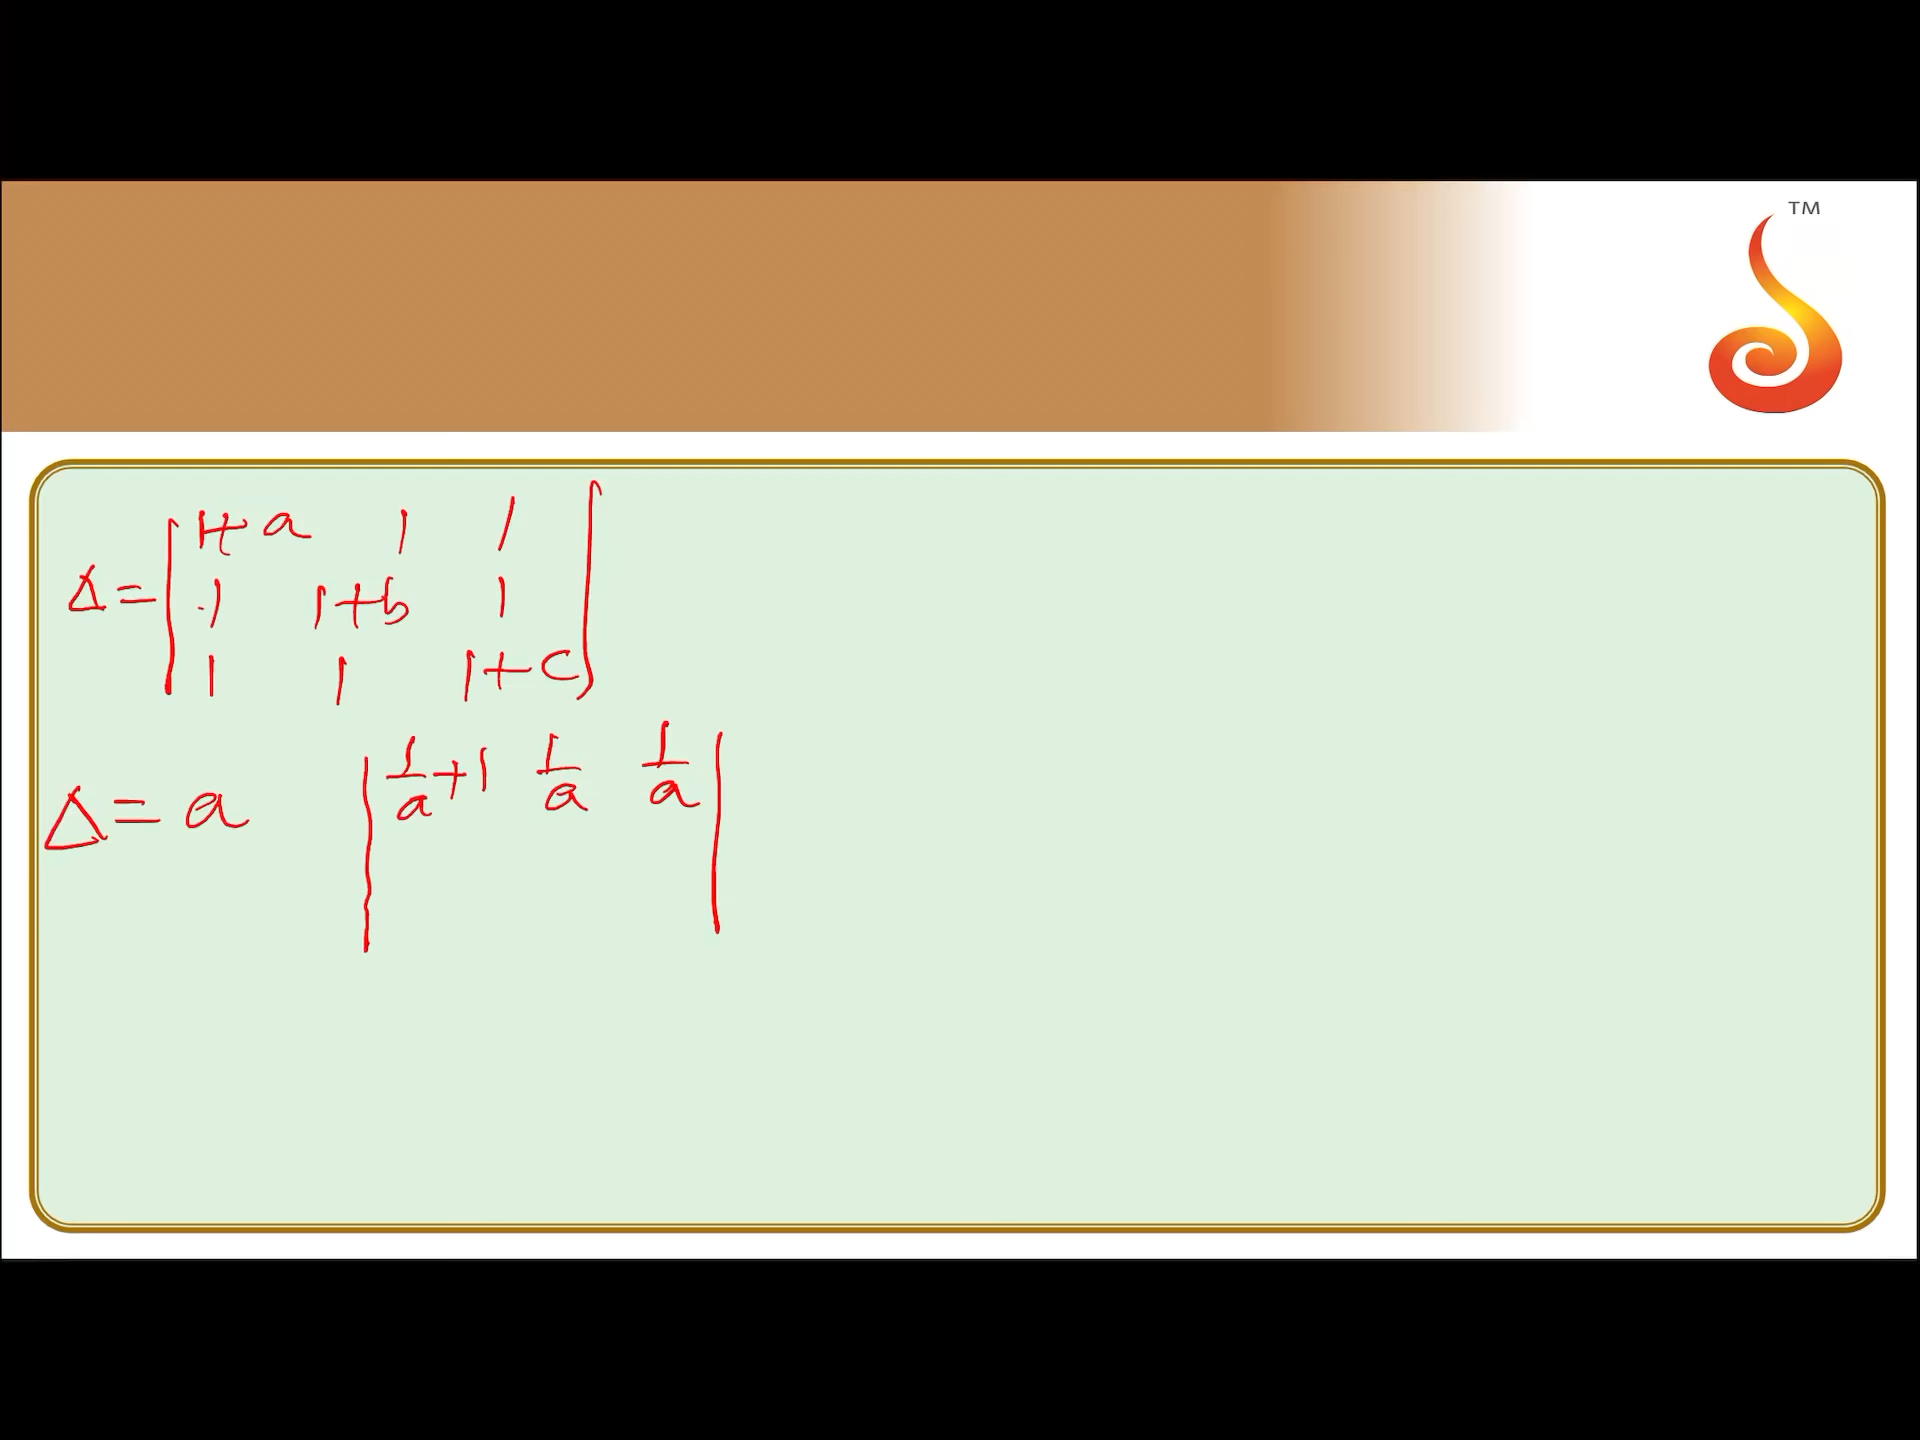 TM
Δ = | 1+a 1 1 |
| 1 1+b 1 |
| 1 1 1+c |
Δ = a | 1/a+1 1/a 1/a |